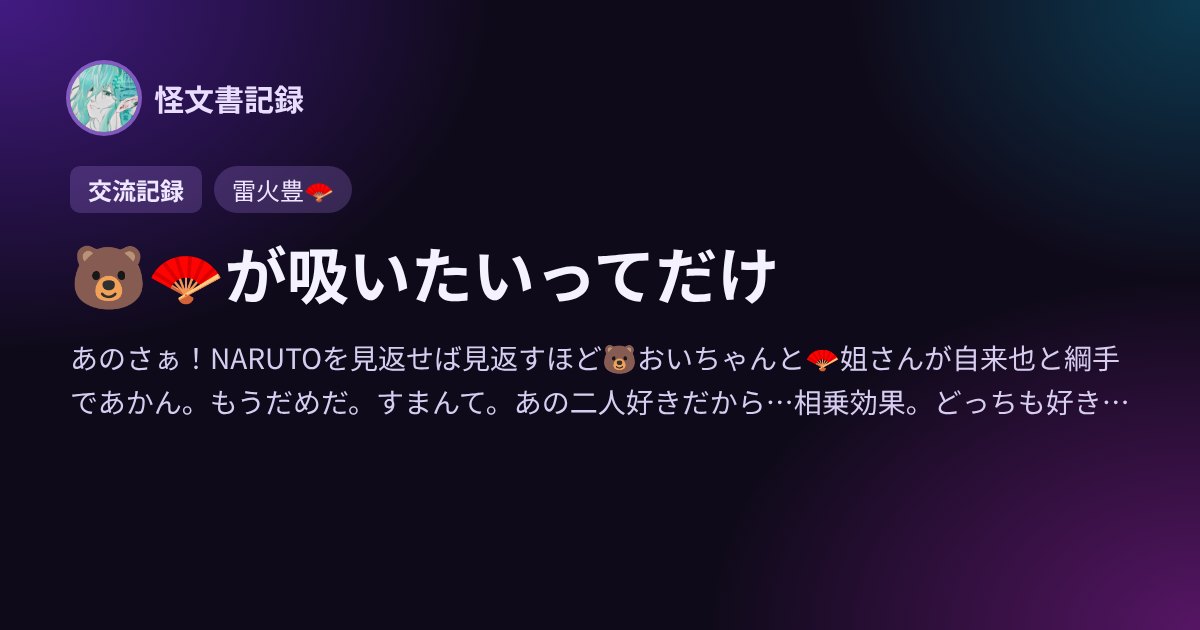 怪文書記録
交流記録 雷火豊🪭
🐻🪭が吸いたいってだけ
あのさぁ！NARUTOを見返せば見返すほど🐻おいちゃんと🪭姐さんが自来也と綱手
であかん。もうだめだ。すまんて。あの二人好きだから…相乗効果。どっちも好き…